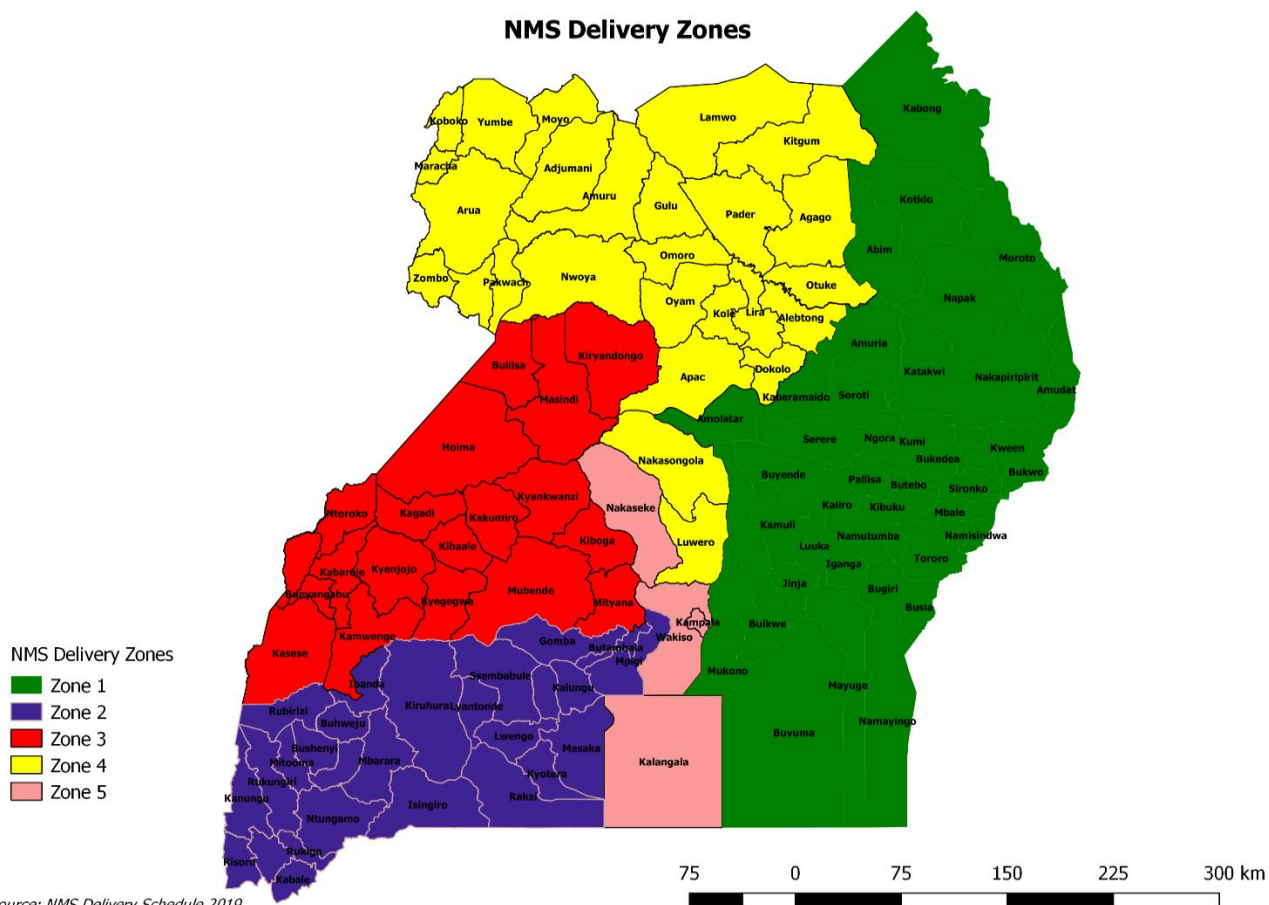 NMS Delivery Zones
Kabong
Koboko
Yumbe
Moyo
Lamwo
Kitgum
Maracha
Adjumani
Amuru
Arua
Gulu
Pader
Agago
Kotido
Abim
Moroto
Omoro
Zombo
Pakwach
Nwoya
Otuke
Napak
Oyam
Kole
Lira
Alebtong
Kiryandongo
Amuria
Buliisa
Apac
Dokolo
Katakwi
Nakapiripirit
Amudat
Masindi
Kaberamaido
Soroti
Amolatar
Hoima
Serere
Ngora
Kumi
Kween
Nakasongola
Bukedea
Buyende
Bukwo
Pallisa
Butebo
Sironko
Kyankwanzi
Nakaseke
Ntoroko
Kagadi
Kakumiro
Kaliro
Kibuku
Mbale
Kamuli
Kiboga
Luwero
Namutumba
Namisindwa
Kibaale
Luuka
Tororo
Kabarole
Kyenjojo
Iganga
Jinja
Bugiri
Bunyangabu
Kyegegwa
Mubende
Mityana
Busia
Kampala
Buikwe
Kamwenge
Gomba
Butambala
Wakiso
NMS Delivery Zones
Kasese
Mpigi
Mukono
Zone 1
Ssembabule
Ibanda
Kalungu
Mayuge
Zone 2
Rubirizi
Kiruhura
Lyantonde
Buhweju
Namayingo
Zone 3
Lwengo
Buvuma
Bushenyi
Masaka
Zone 4
Mitooma
Mbarara
Kalangala
Zone 5
Rukungiri
Kyotera
Kanungu
Rakai
Isingiro
Ntungamo
Rukiga
Kisoro
Kabale
75 0 75 150 225 300 km
NMS Delivery Schedule 2019